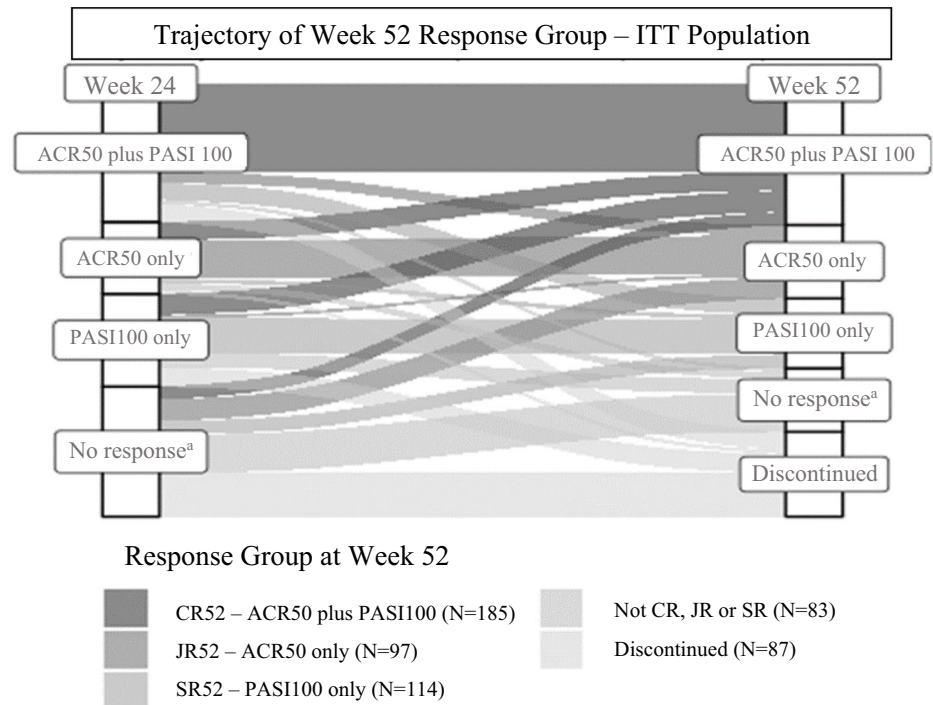 Trajectory of Week 52 Response Group – ITT Population
Week 24
Week 52
ACR50 plus PASI 100
ACR50 plus PASI 100
ACR50 only
ACR50 only
PASI100 only
PASI100 only
No responseᵃ
No responseᵃ
Discontinued
Response Group at Week 52
CR52 – ACR50 plus PASI100 (N=185)
JR52 – ACR50 only (N=97)
SR52 – PASI100 only (N=114)
Not CR, JR or SR (N=83)
Discontinued (N=87)